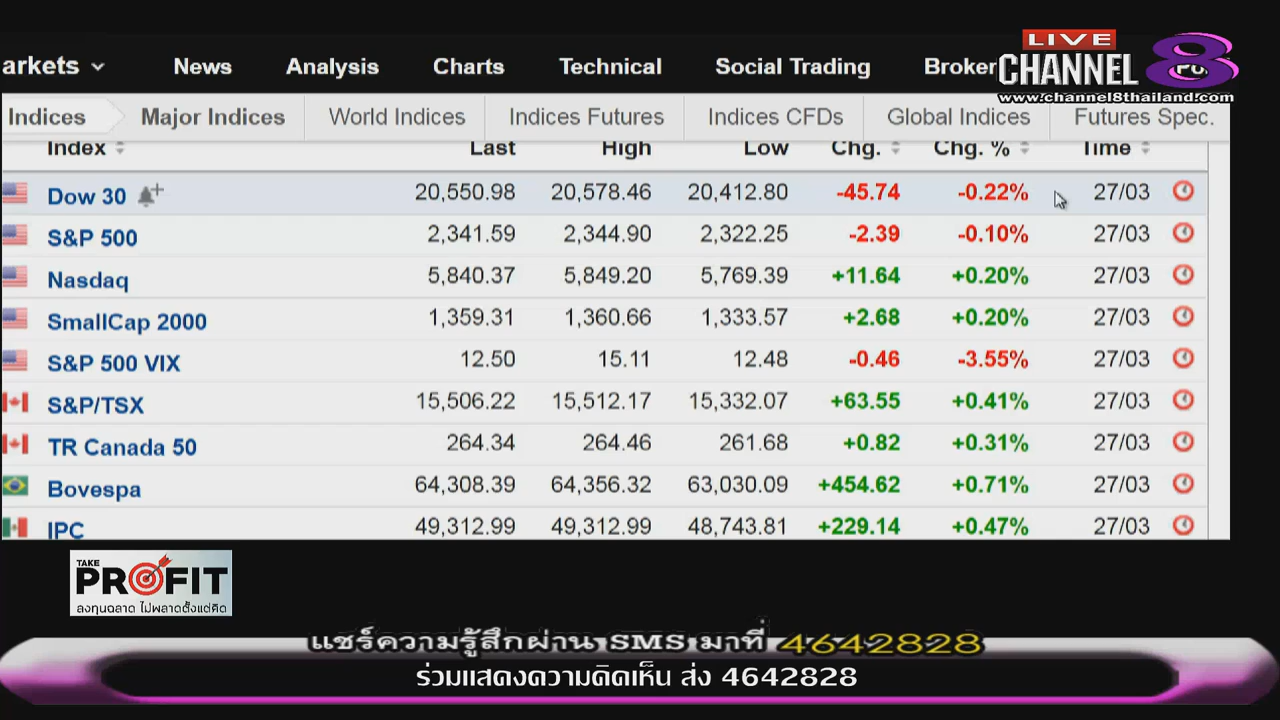 LIVE
CHANNEL 8
www.channel8thailand.com
arkets News Analysis Charts Technical Social Trading Broker
Indices Major Indices World Indices Indices Futures Indices CFDs Global Indices Futures Spec.
Index Last High Low Chg. Chg. % Time
Dow 30 20,550.98 20,578.46 20,412.80 -45.74 -0.22% 27/03
S&P 500 2,341.59 2,344.90 2,322.25 -2.39 -0.10% 27/03
Nasdaq 5,840.37 5,849.20 5,769.39 +11.64 +0.20% 27/03
SmallCap 2000 1,359.31 1,360.66 1,333.57 +2.68 +0.20% 27/03
S&P 500 VIX 12.50 15.11 12.48 -0.46 -3.55% 27/03
S&P/TSX 15,506.22 15,512.17 15,332.07 +63.55 +0.41% 27/03
TR Canada 50 264.34 264.46 261.68 +0.82 +0.31% 27/03
Bovespa 64,308.39 64,356.32 63,030.09 +454.62 +0.71% 27/03
IPC 49,312.99 49,312.99 48,743.81 +229.14 +0.47% 27/03
TAKE
PROFIT
ลงทุนฉลาด ไม่พลาดตั้งแต่คิด
แชร์ความรู้สึกผ่าน SMS มาที่ 4642828
ร่วมแสดงความคิดเห็น ส่ง 4642828